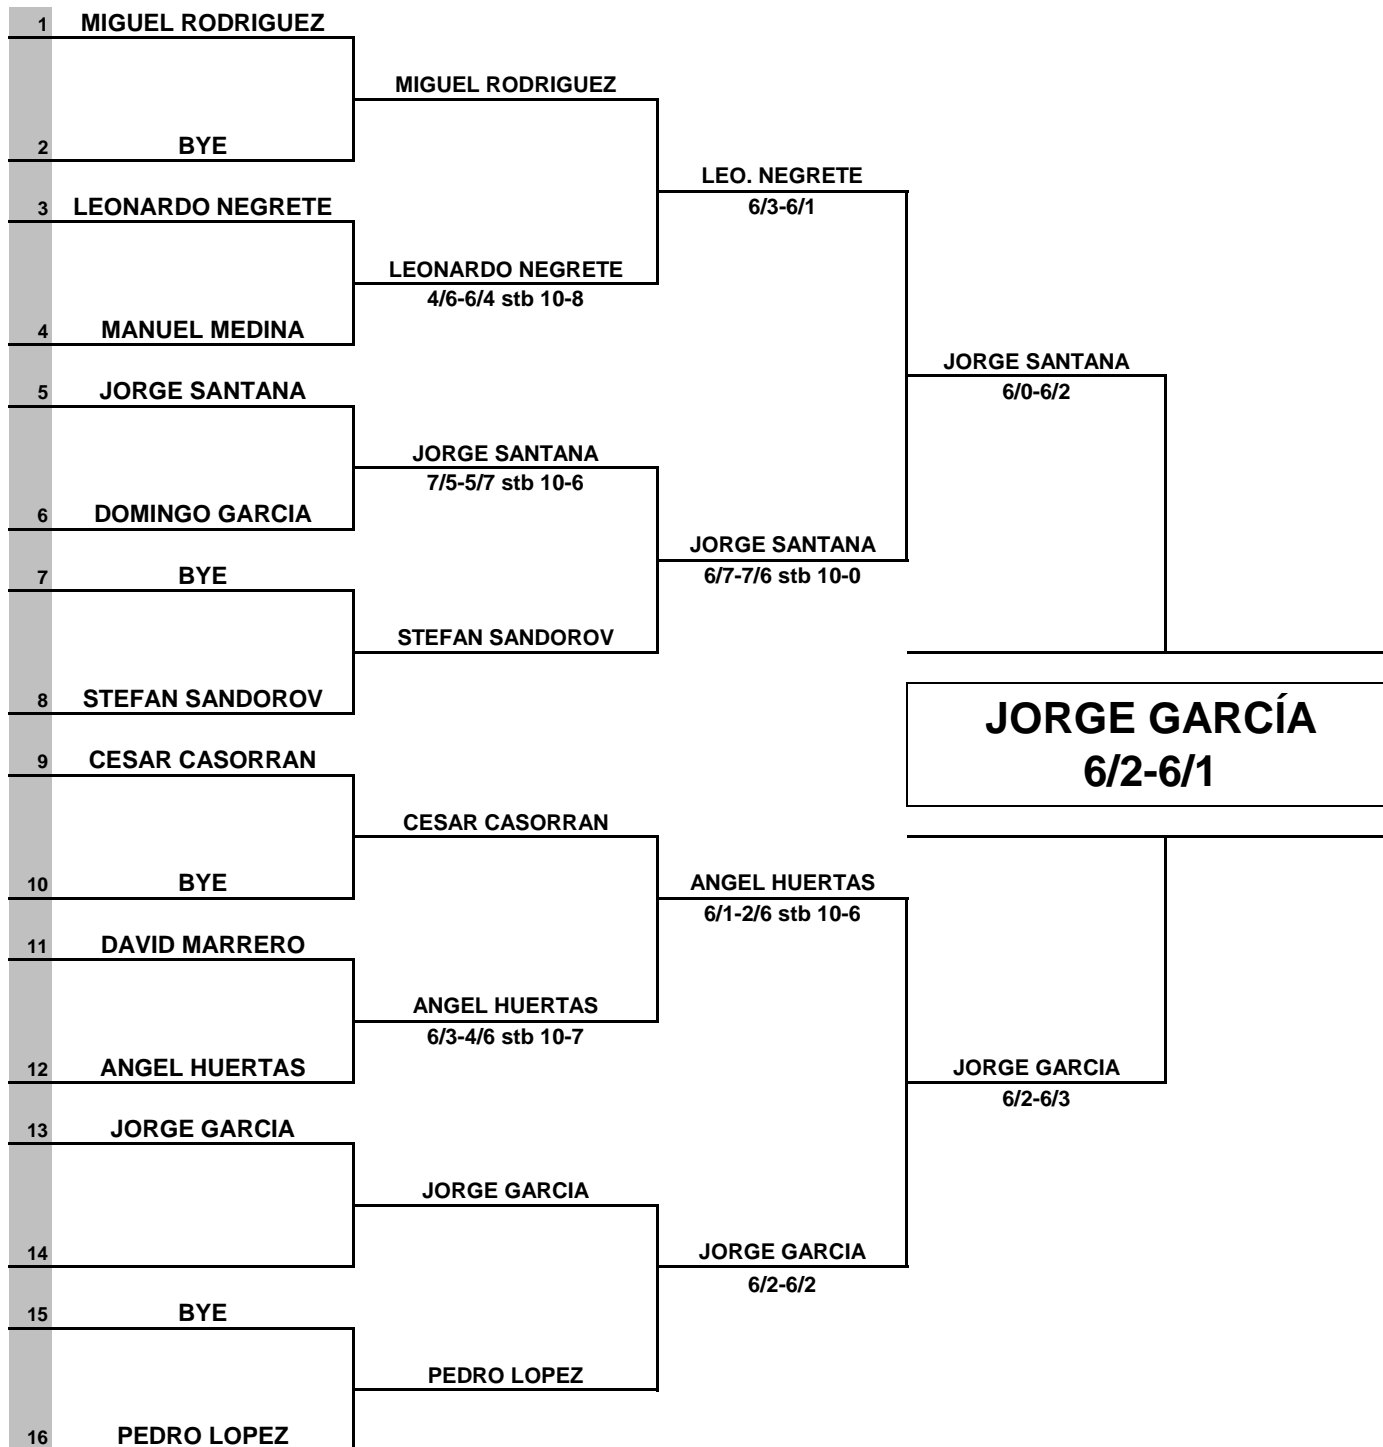 1 MIGUEL RODRIGUEZ
MIGUEL RODRIGUEZ
2 BYE
LEO. NEGRETE
6/3-6/1
3 LEONARDO NEGRETE
LEONARDO NEGRETE
4/6-6/4 stb 10-8
4 MANUEL MEDINA
JORGE SANTANA
6/0-6/2
5 JORGE SANTANA
JORGE SANTANA
7/5-5/7 stb 10-6
6 DOMINGO GARCIA
JORGE SANTANA
6/7-7/6 stb 10-0
7 BYE
STEFAN SANDOROV
8 STEFAN SANDOROV
JORGE GARCÍA
6/2-6/1
9 CESAR CASORRAN
CESAR CASORRAN
10 BYE
ANGEL HUERTAS
6/1-2/6 stb 10-6
11 DAVID MARRERO
ANGEL HUERTAS
6/3-4/6 stb 10-7
12 ANGEL HUERTAS
JORGE GARCIA
6/2-6/3
13 JORGE GARCIA
JORGE GARCIA
14
JORGE GARCIA
6/2-6/2
15 BYE
PEDRO LOPEZ
16 PEDRO LOPEZ